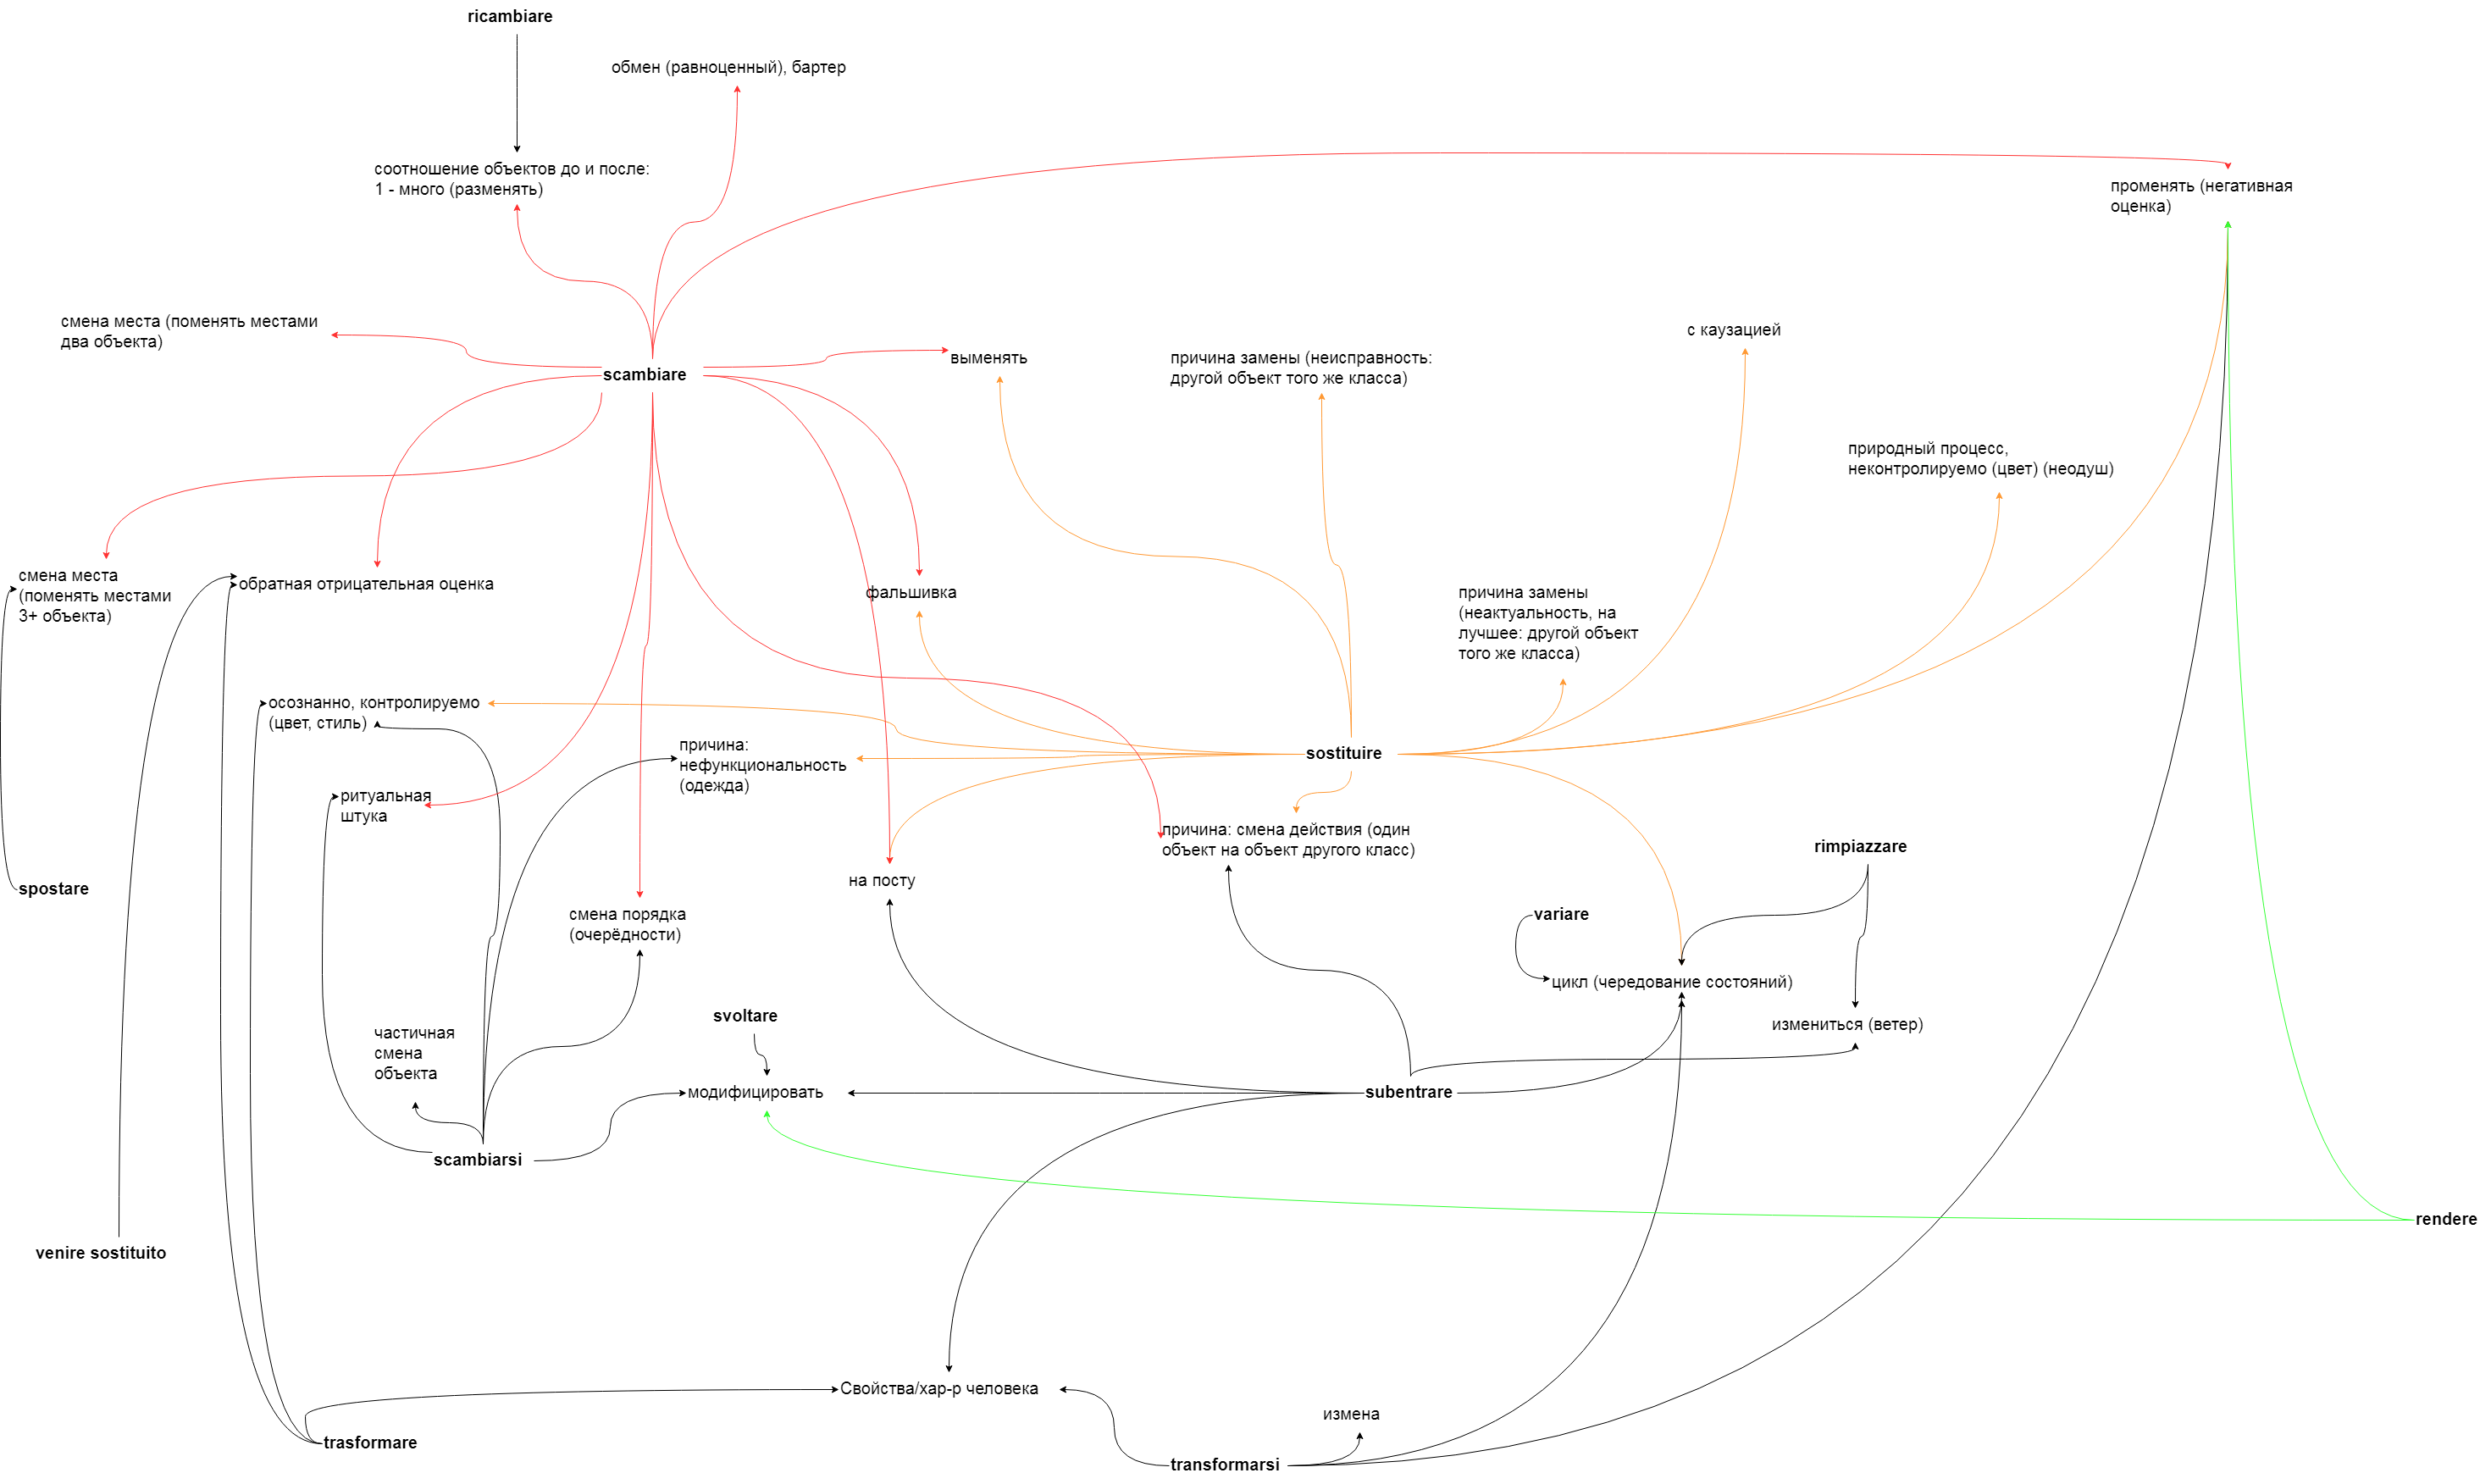 ricambiare
обмен (равноценный), бартер
соотношение объектов до и после:
1 - много (разменять)
променять (негативная
оценка)
смена места (поменять местами
два объекта)
с каузацией
scambiare
выменять
причина замены (неисправность:
другой объект того же класса)
природный процесс,
неконтролируемо (цвет) (неодуш)
смена места
(поменять местами
3+ объекта)
обратная отрицательная оценка
фальшивка
причина замены
(неактуальность, на
лучшее: другой объект
того же класса)
осознанно, контролируемо
(цвет, стиль)
причина:
нефункциональность
(одежда)
sostituire
ритуальная
штука
причина: смена действия (один
объект на объект другого класс)
rimpiazzare
spostare
на посту
смена порядка
(очерёдности)
variare
цикл (чередование состояний)
svoltare
измениться (ветер)
частичная
смена
объекта
модифицировать
subentrare
scambiarsi
rendere
venire sostituito
Свойства/хар-р человека
измена
trasformare
transformarsi